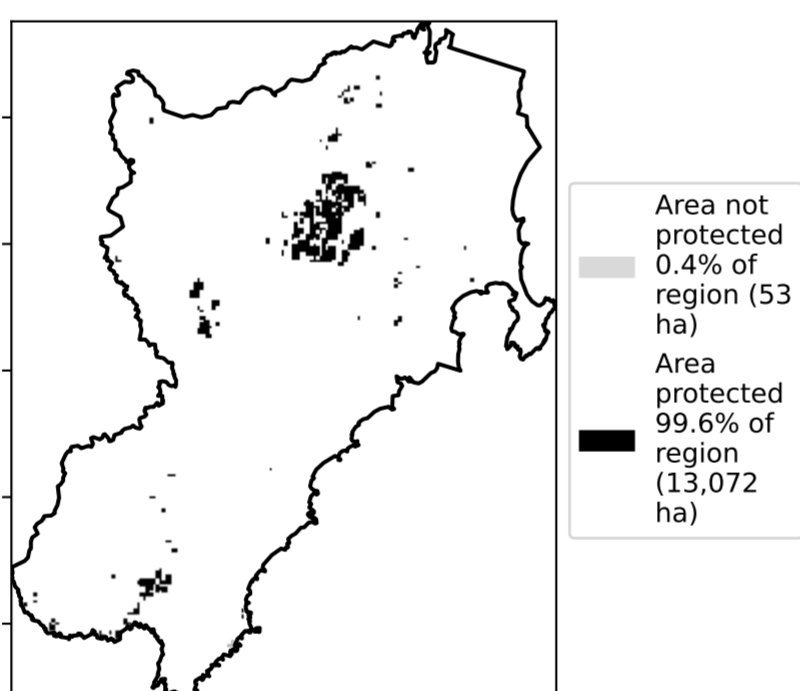 Area not
protected
0.4% of
region (53
ha)
Area
protected
99.6% of
region
(13,072
ha)